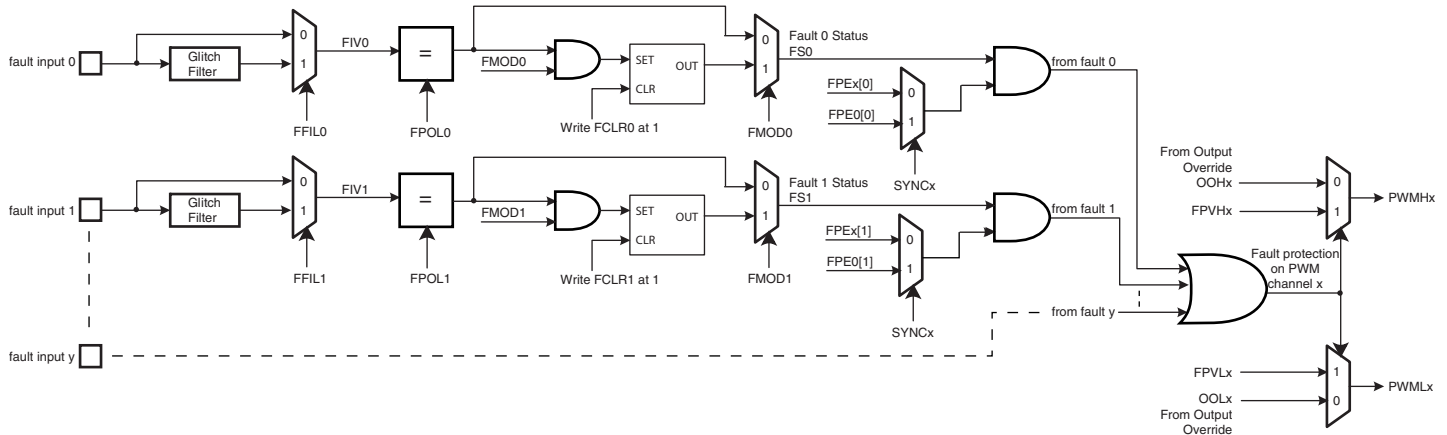 fault input 0
Glitch
Filter
0
1
FFIL0
FIV0
=
FPOL0
FMOD0
SET
OUT
CLR
Write FCLR0 at 1
0
1
FMOD0
Fault 0 Status
FS0
FPEx[0]
FPE0[0]
0
1
SYNCx
from fault 0
fault input 1
Glitch
Filter
0
1
FFIL1
FIV1
=
FPOL1
FMOD1
SET
OUT
CLR
Write FCLR1 at 1
0
1
FMOD1
Fault 1 Status
FS1
FPEx[1]
FPE0[1]
0
1
SYNCx
from fault 1
fault input y
from fault y
Fault protection
on PWM
channel x
From Output
Override
OOHx
FPVHx
0
1
PWMHx
FPVLx
OOLx
From Output
Override
1
0
PWMLx